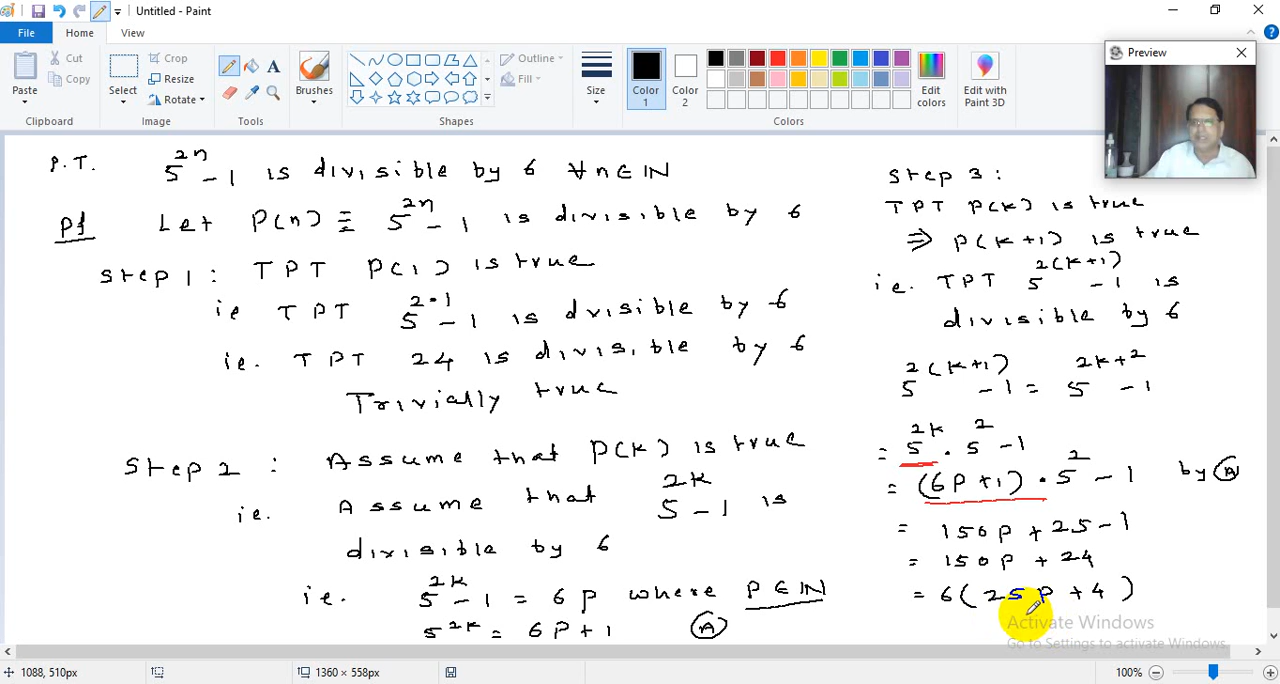 Untitled - Paint
File Home View
Paste Cut Copy
Clipboard
Select Crop Resize Rotate
Image
Tools
Brushes
Shapes
Outline
Fill
Size
Color 1
Color 2
Edit colors
Edit with Paint 3D
Colors
Preview
P.T. 5^2n - 1 is divisible by 6 ∀ n ∈ IN
Pf Let P(n) ≡ 5^2n - 1 is divisible by 6
Step 1 : TPT P(1) is true
ie TPT 5^2·1 - 1 is dvisible by 6
ie. TPT 24 is divisible by 6
Trivially true
Step 2 : Assume that P(k) is true
ie. Assume that 5^2k - 1 is
divisible by 6
ie. 5^2k - 1 = 6p where P ∈ IN
5^2k = 6P + 1 (A)
Step 3 :
TPT P(k) is true
⇒ P(k+1) is true
ie. TPT 5^2(k+1) - 1 is
divisible by 6
5^2(k+1) - 1 = 5^2k+2 - 1
= 5^2k · 5^2 - 1
= (6P + 1) · 5^2 - 1 by (A)
= 150P + 25 - 1
= 150P + 24
= 6(25P + 4)
Activate Windows
Go to Settings to activate Windows.
1088, 510px
1360 × 558px
100%